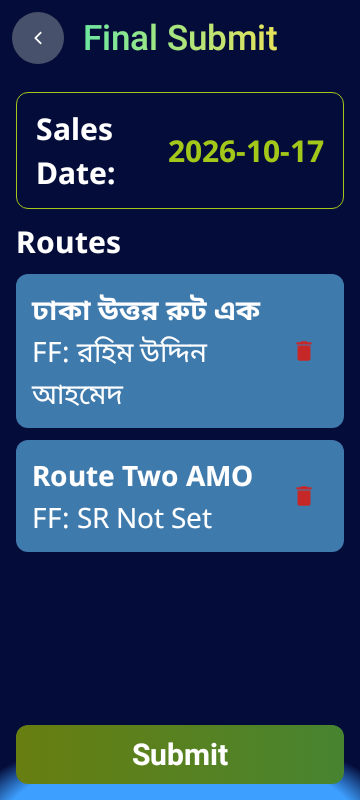 Final Submit
Sales
Date:
2026-10-17
Routes
ঢাকা উত্তর রুট এক
FF: রহিম উদ্দিন
আহমেদ
Route Two AMO
FF: SR Not Set
Submit